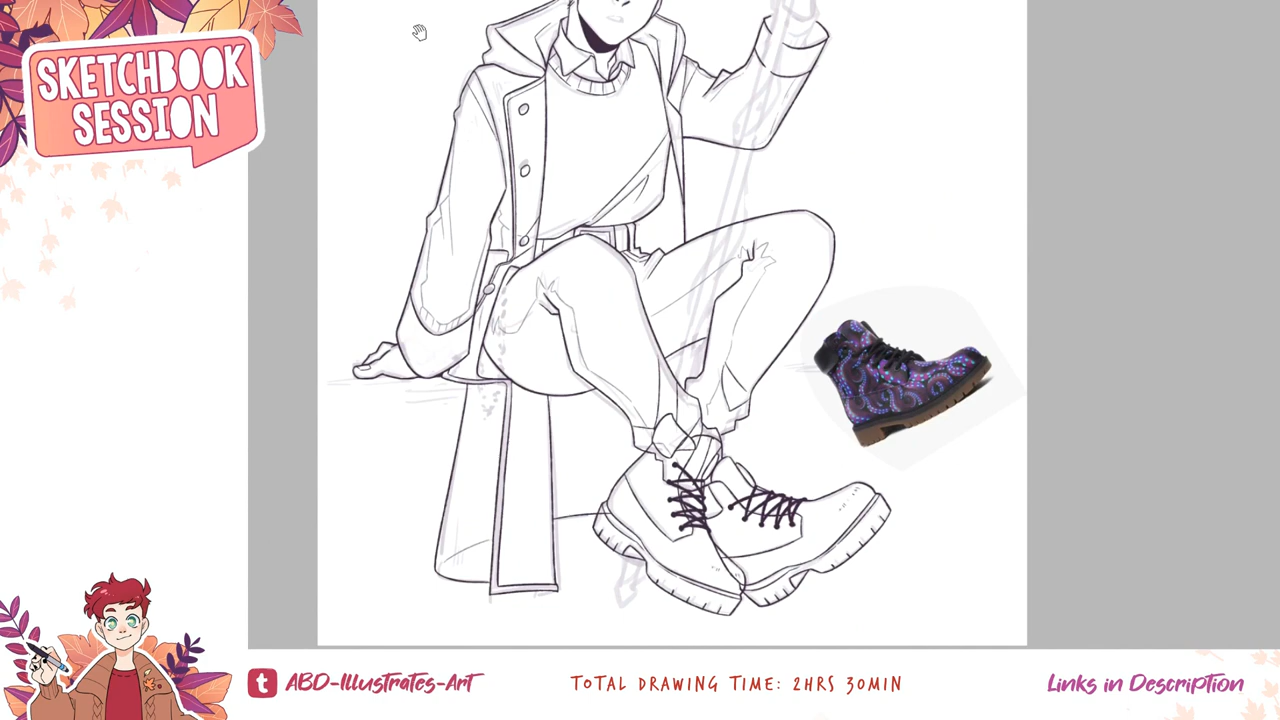 SKETCHBOOK
SESSION
t ABD-Illustrates-Art
TOTAL DRAWING TIME: 2HRS 30MIN
Links in Description